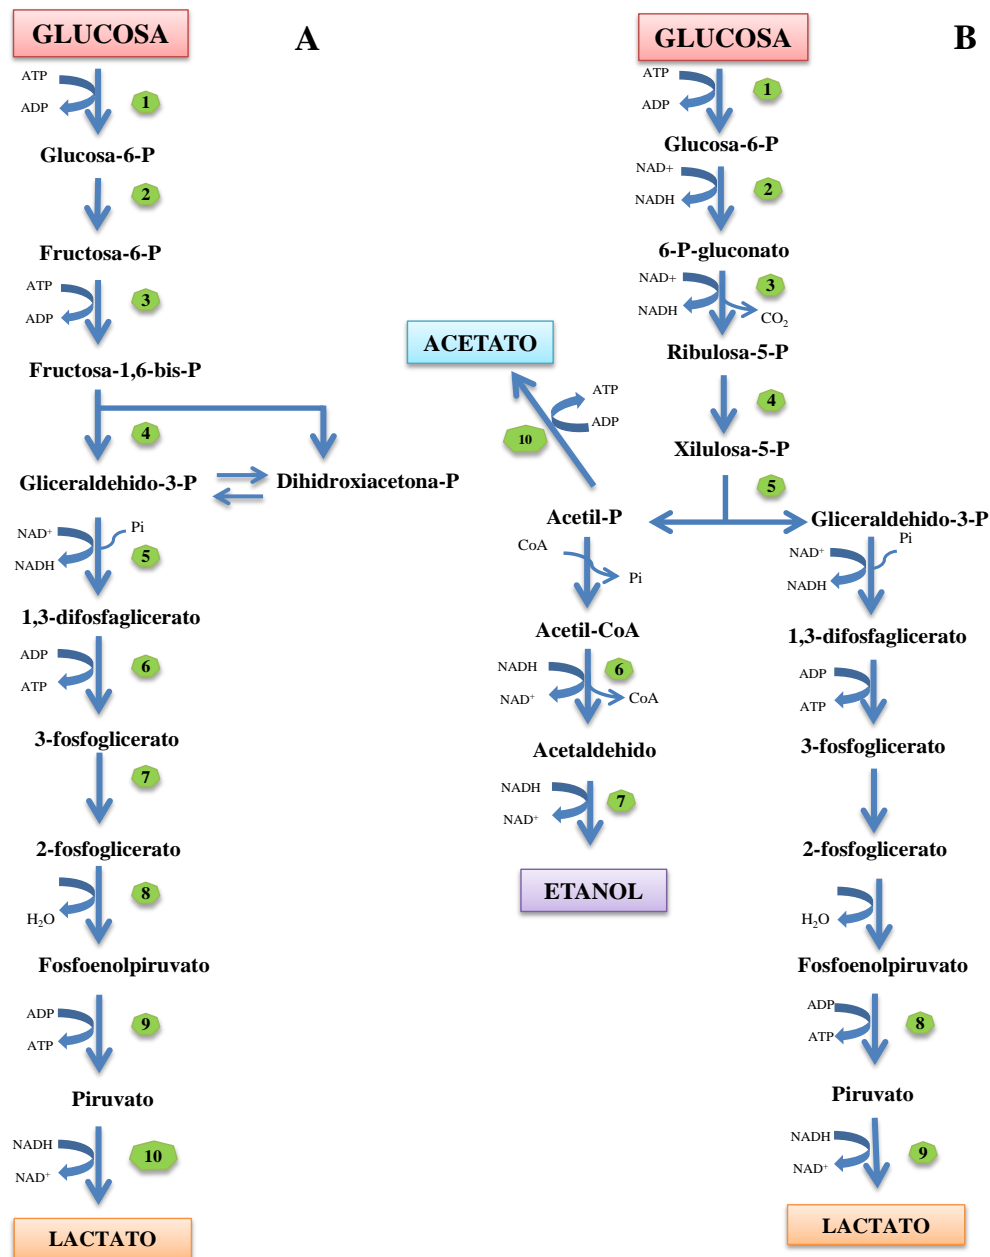 A
GLUCOSA
ATP
ADP
1
Glucosa-6-P
2
Fructosa-6-P
ATP
ADP
3
Fructosa-1,6-bis-P
4
Gliceraldehido-3-P
Dihidroxiacetona-P
NAD+
Pi
NADH
5
1,3-difosfaglicerato
ADP
ATP
6
3-fosfoglicerato
7
2-fosfoglicerato
8
H2O
Fosfoenolpiruvato
ADP
ATP
9
Piruvato
NADH
NAD+
10
LACTATO
B
GLUCOSA
ATP
ADP
1
Glucosa-6-P
NAD+
NADH
2
6-P-gluconato
NAD+
NADH
3
CO2
Ribulosa-5-P
4
Xilulosa-5-P
5
ACETATO
ATP
ADP
10
Acetil-P
CoA
Pi
Acetil-CoA
NADH
NAD+
6
CoA
Acetaldehido
NADH
NAD+
7
ETANOL
Gliceraldehido-3-P
NAD+
Pi
NADH
1,3-difosfaglicerato
ADP
ATP
3-fosfoglicerato
2-fosfoglicerato
H2O
Fosfoenolpiruvato
ADP
ATP
8
Piruvato
NADH
NAD+
9
LACTATO